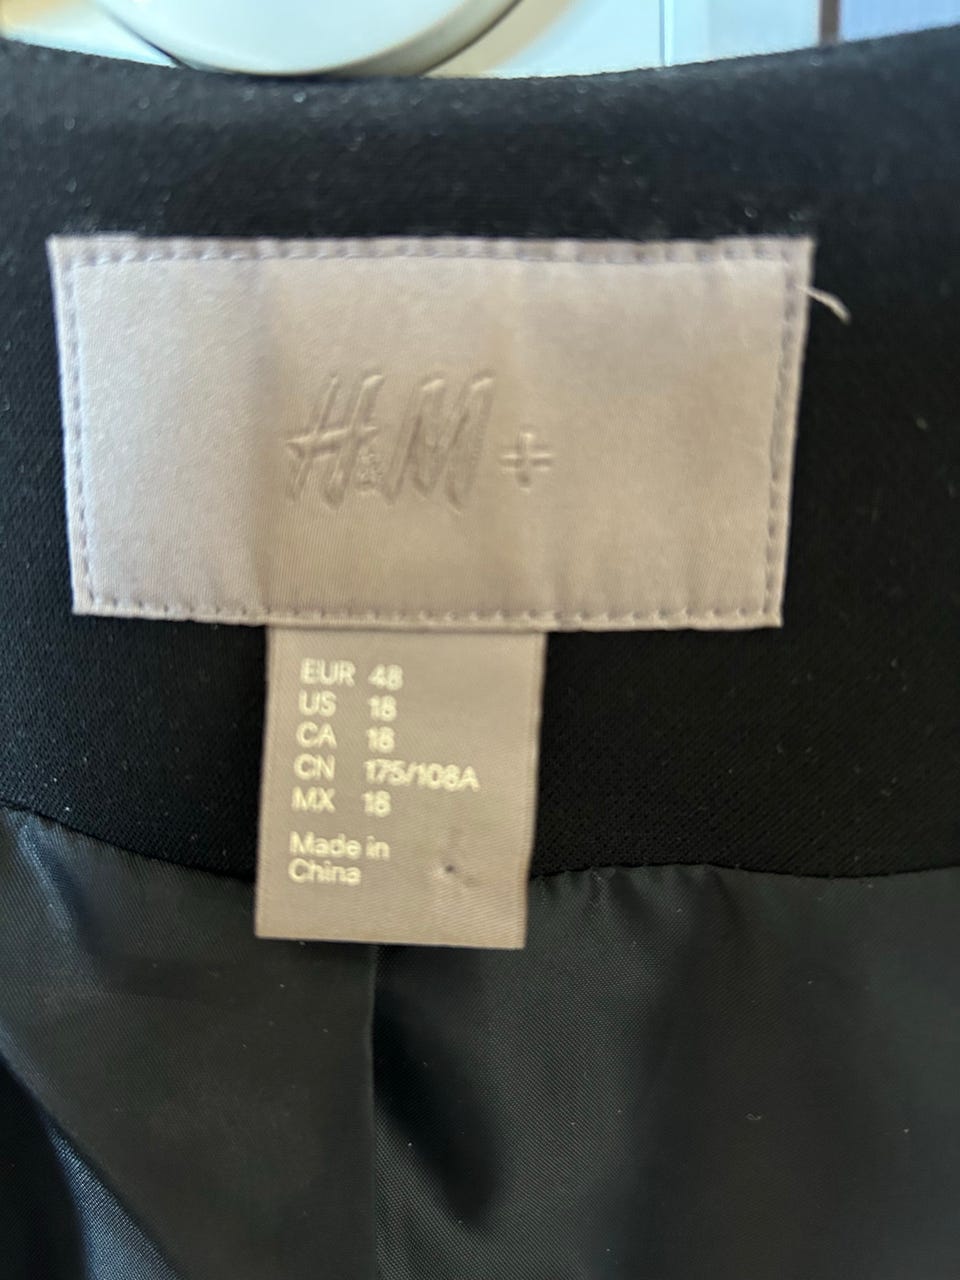 H&M +
EUR 48
US 18
CA 18
CN 175/108A
MX 18
Made in
China